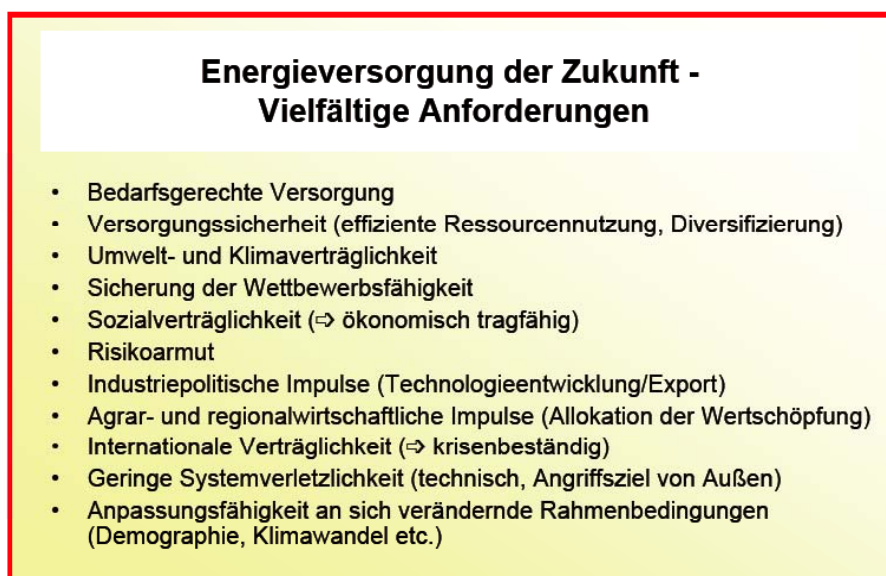 Energieversorgung der Zukunft -
Vielfältige Anforderungen
• Bedarfsgerechte Versorgung
• Versorgungssicherheit (effiziente Ressourcennutzung, Diversifizierung)
• Umwelt- und Klimaverträglichkeit
• Sicherung der Wettbewerbsfähigkeit
• Sozialverträglichkeit (⇨ ökonomisch tragfähig)
• Risikoarmut
• Industriepolitische Impulse (Technologieentwicklung/Export)
• Agrar- und regionalwirtschaftliche Impulse (Allokation der Wertschöpfung)
• Internationale Verträglichkeit (⇨ krisenbeständig)
• Geringe Systemverletzlichkeit (technisch, Angriffsziel von Außen)
• Anpassungsfähigkeit an sich verändernde Rahmenbedingungen
(Demographie, Klimawandel etc.)